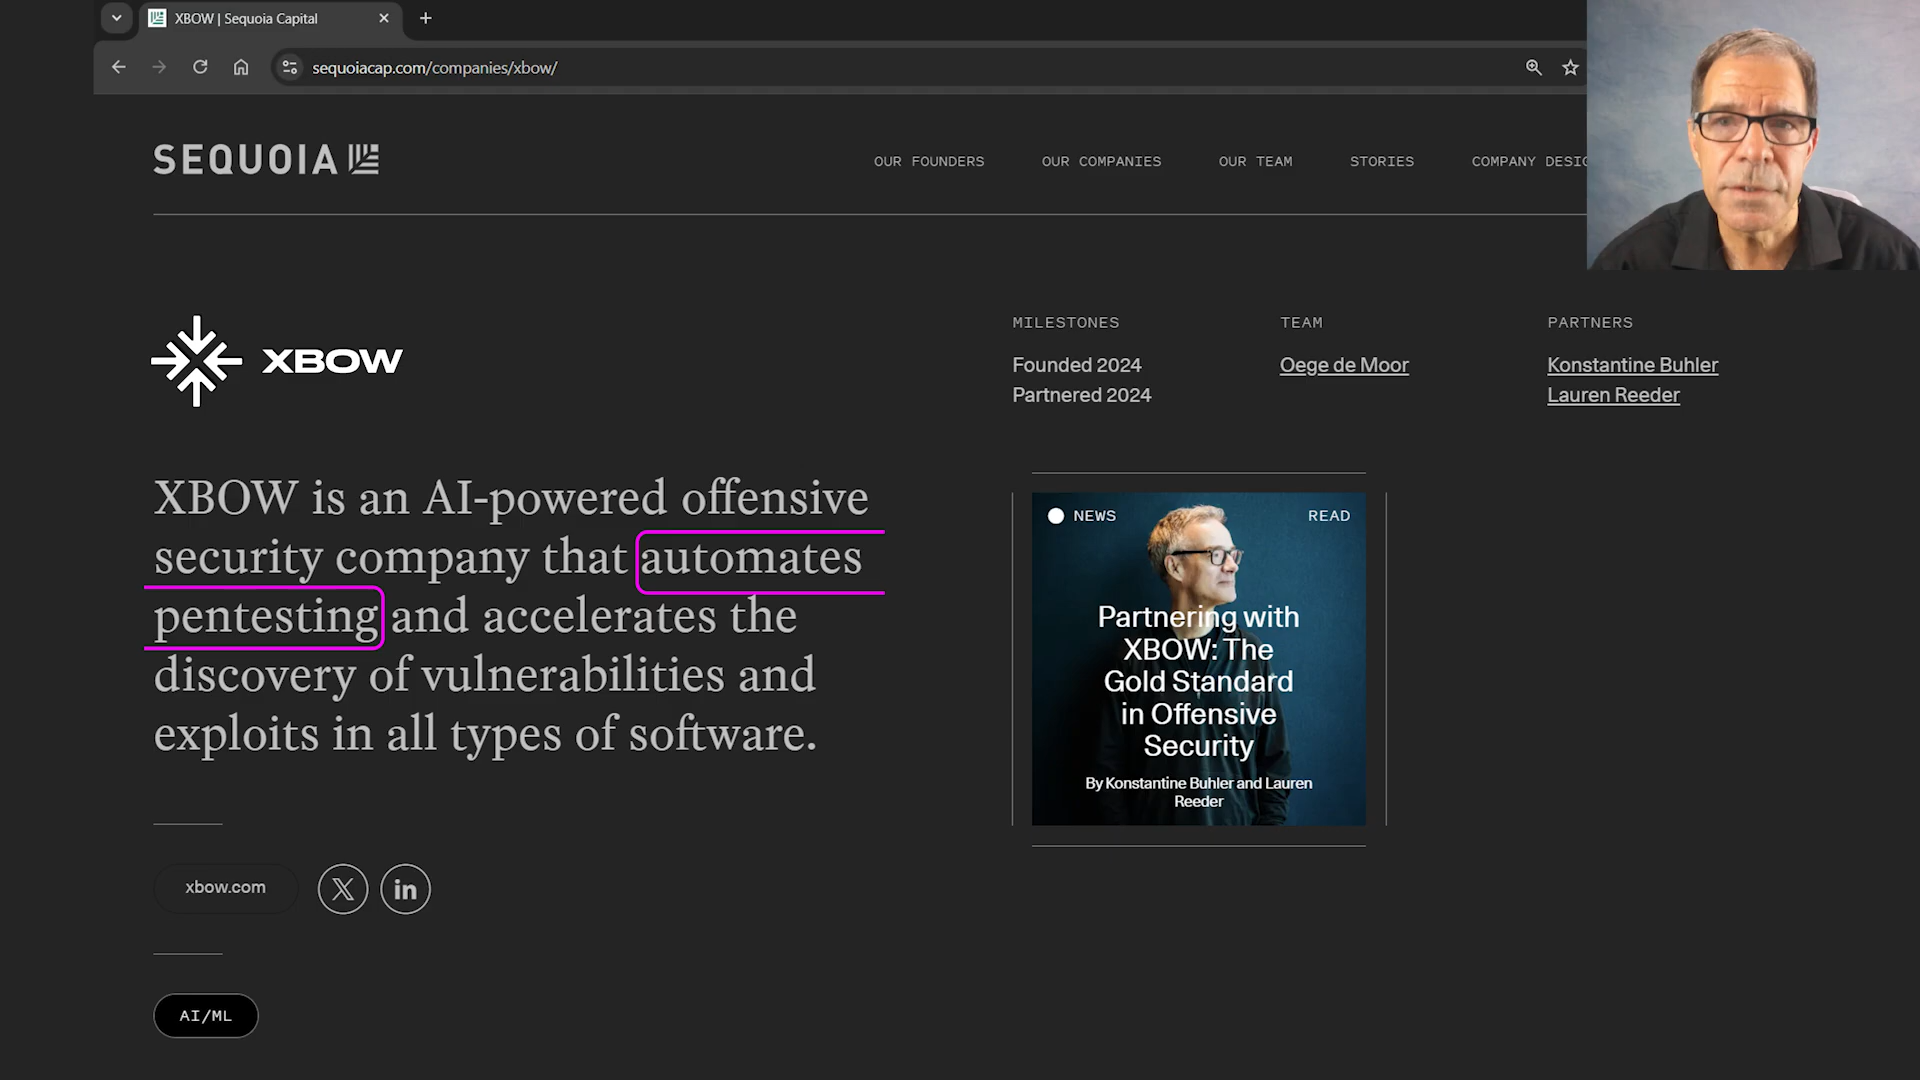 XBOW | Sequoia Capital
sequoiacap.com/companies/xbow/
SEQUOIA
OUR FOUNDERS
OUR COMPANIES
OUR TEAM
STORIES
COMPANY DESIG
XBOW
MILESTONES
Founded 2024
Partnered 2024
TEAM
Oege de Moor
PARTNERS
Konstantine Buhler
Lauren Reeder
XBOW is an AI-powered offensive
security company that automates
pentesting and accelerates the
discovery of vulnerabilities and
exploits in all types of software.
NEWS
READ
Partnering with
XBOW: The
Gold Standard
in Offensive
Security
By Konstantine Buhler and Lauren
Reeder
xbow.com
X
in
AI/ML